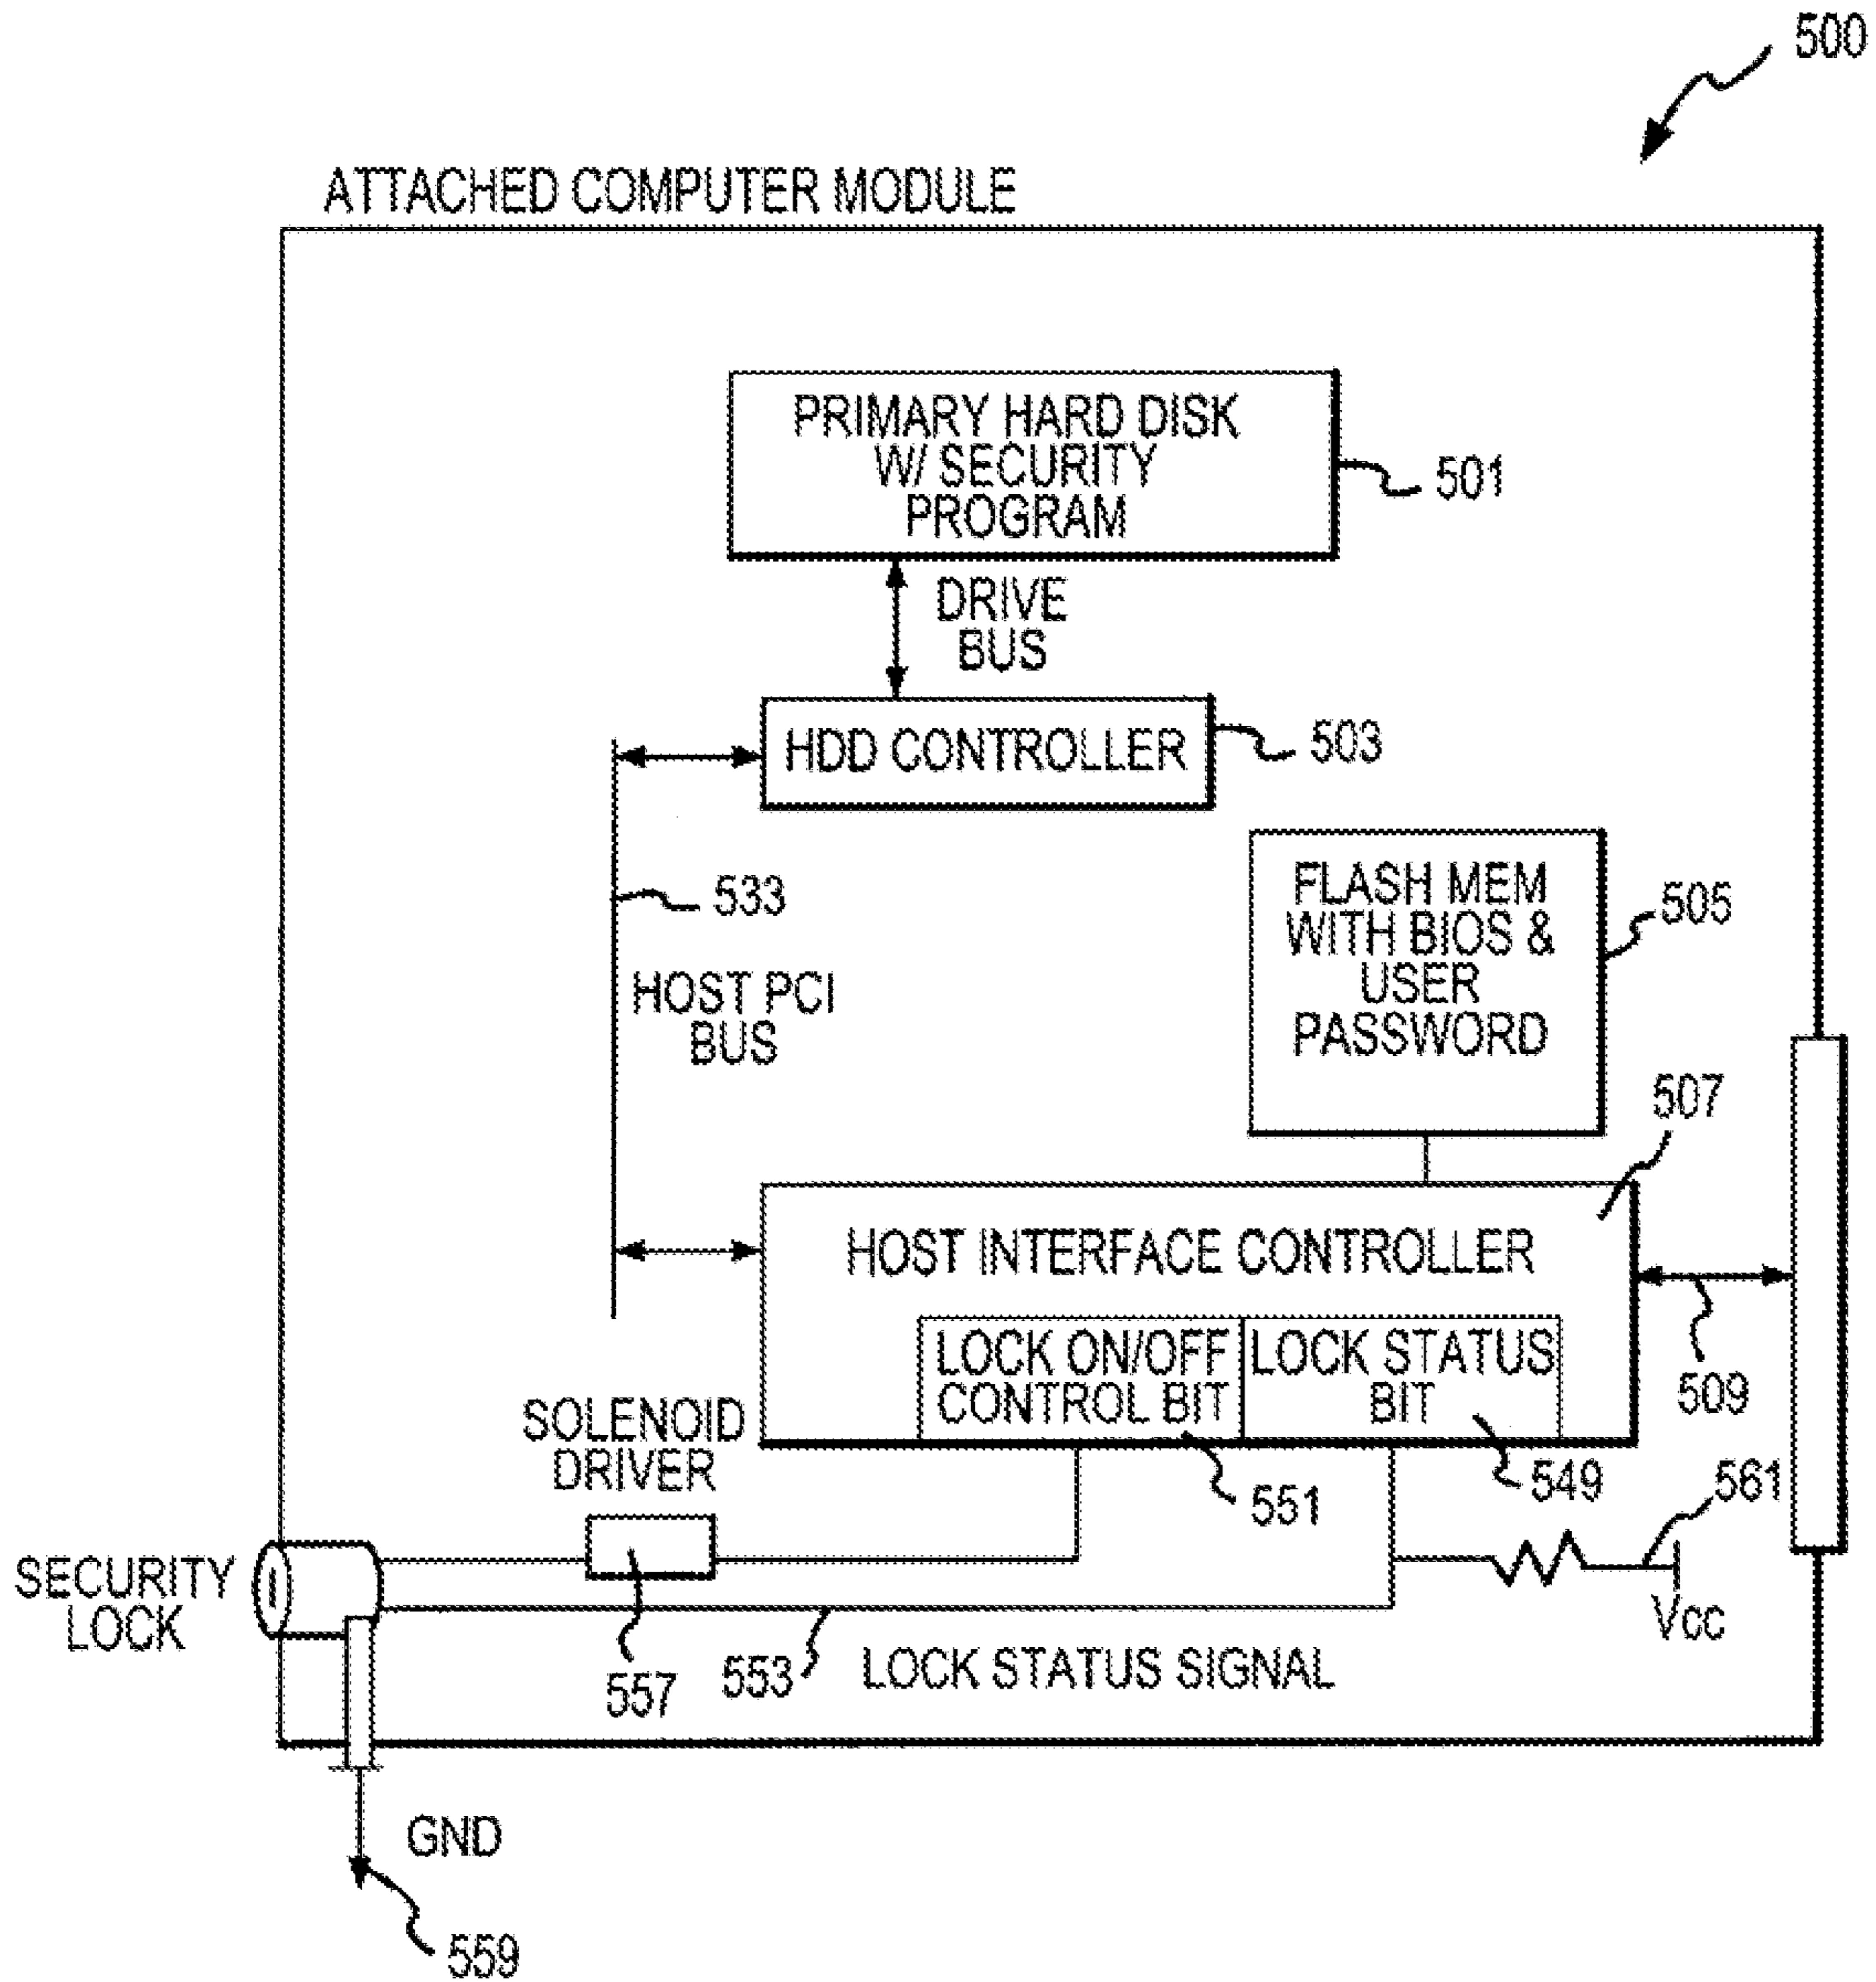 500
ATTACHED COMPUTER MODULE
PRIMARY HARD DISK
W/ SECURITY
PROGRAM
501
DRIVE
BUS
HDD CONTROLLER
503
533
HOST PCI
BUS
FLASH MEM
WITH BIOS &
USER
PASSWORD
505
507
HOST INTERFACE CONTROLLER
LOCK ON/OFF
CONTROL BIT
LOCK STATUS
BIT
509
SOLENOID
DRIVER
551
549
561
SECURITY
LOCK
Vcc
557
553
LOCK STATUS SIGNAL
GND
559